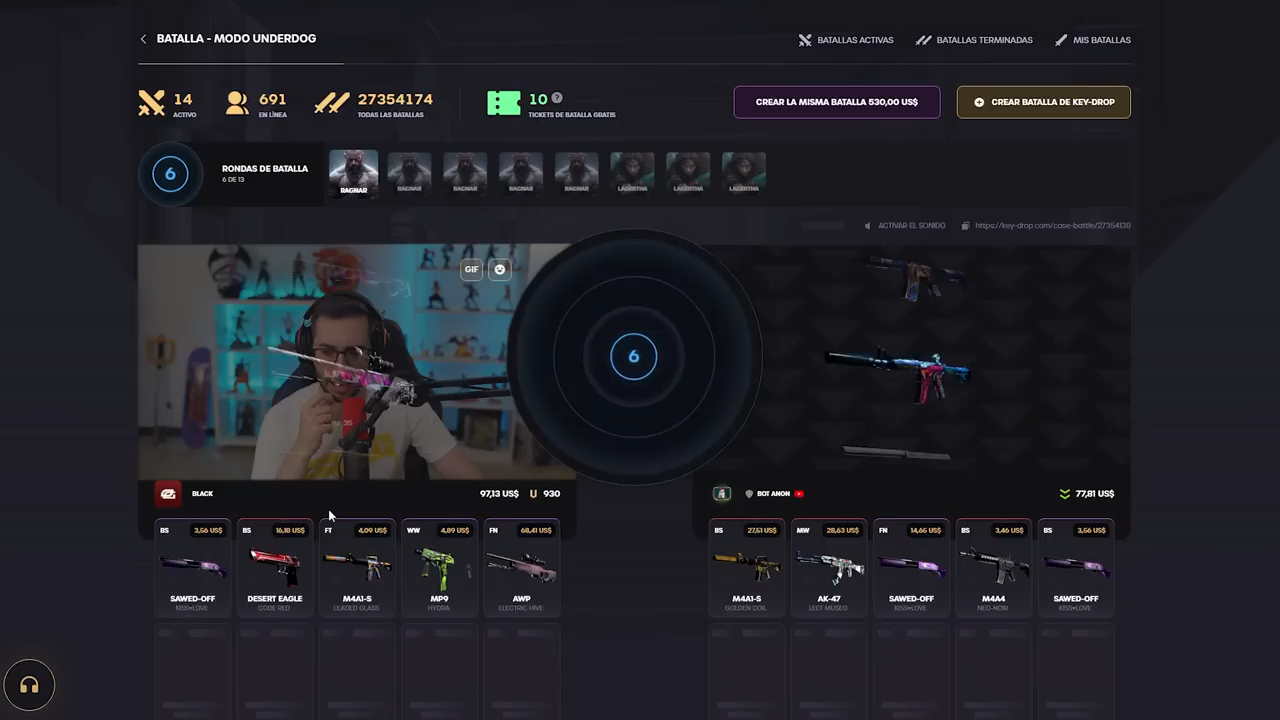 BATALLA - MODO UNDERDOG
BATALLAS ACTIVAS
BATALLAS TERMINADAS
MIS BATALLAS
14
ACTIVO
691
EN LÍNEA
27354174
TODAS LAS BATALLAS
10 ?
TICKETS DE BATALLA GRATIS
CREAR LA MISMA BATALLA 530,00 US$
CREAR BATALLA DE KEY-DROP
6
RONDAS DE BATALLA
6 DE 13
RAGNAR
RAGNAR
RAGNAR
RAGNAR
RAGNAR
LAGERTHA
LAGERTHA
LAGERTHA
ACTIVAR EL SONIDO
https://key-drop.com/case-battle/27354138
GIF
6
BLACK
97,13 US$
930
BOT ANON
77,81 US$
BS 3,56 US$
SAWED-OFF
KISS♥LOVE
BS 16,18 US$
DESERT EAGLE
CODE RED
FT 4,09 US$
M4A1-S
LEADED GLASS
WW 4,89 US$
MP9
HYDRA
FN 68,41 US$
AWP
ELECTRIC HIVE
BS 27,51 US$
M4A1-S
GOLDEN COIL
MW 28,63 US$
AK-47
LEET MUSEO
FN 14,65 US$
SAWED-OFF
KISS♥LOVE
BS 3,46 US$
M4A4
NEO-NOIR
BS 3,56 US$
SAWED-OFF
KISS♥LOVE